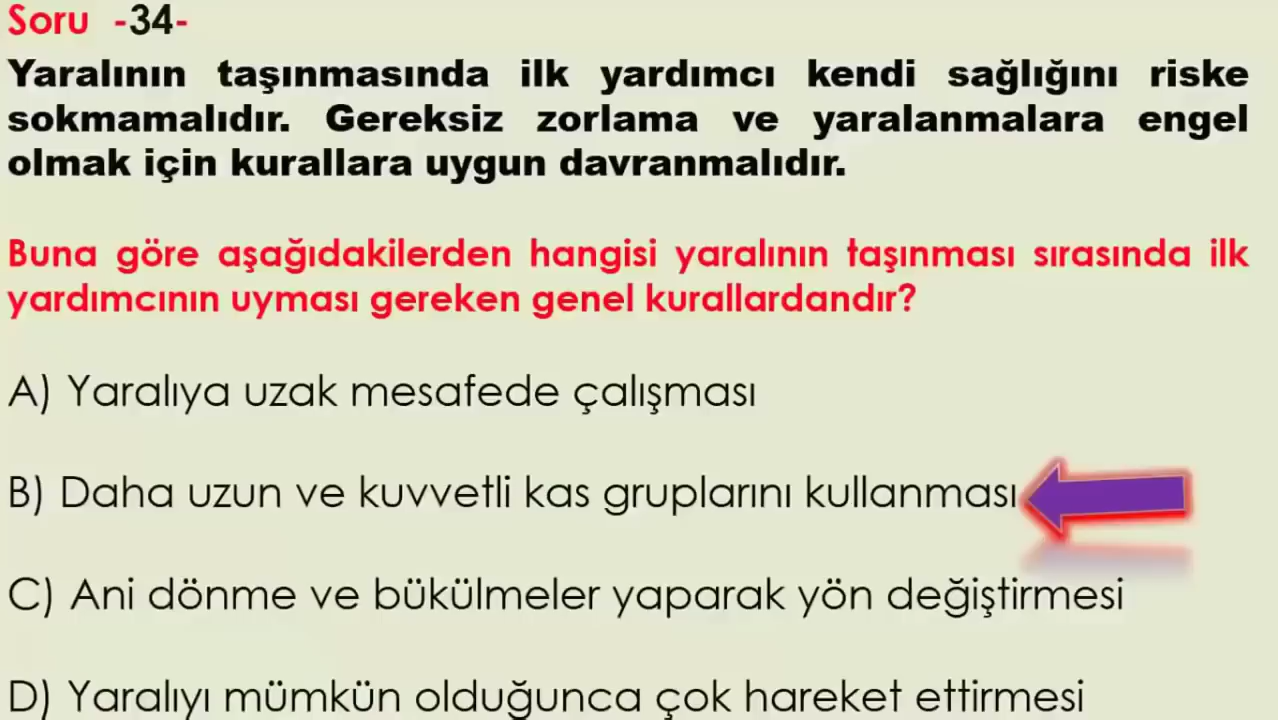 Soru -34-
Yaralının taşınmasında ilk yardımcı kendi sağlığını riske
sokmamalıdır. Gereksiz zorlama ve yaralanmalara engel
olmak için kurallara uygun davranmalıdır.
Buna göre aşağıdakilerden hangisi yaralının taşınması sırasında ilk
yardımcının uyması gereken genel kurallardandır?
A) Yaralıya uzak mesafede çalışması
B) Daha uzun ve kuvvetli kas gruplarını kullanması
C) Ani dönme ve bükülmeler yaparak yön değiştirmesi
D) Yaralıyı mümkün olduğunca çok hareket ettirmesi